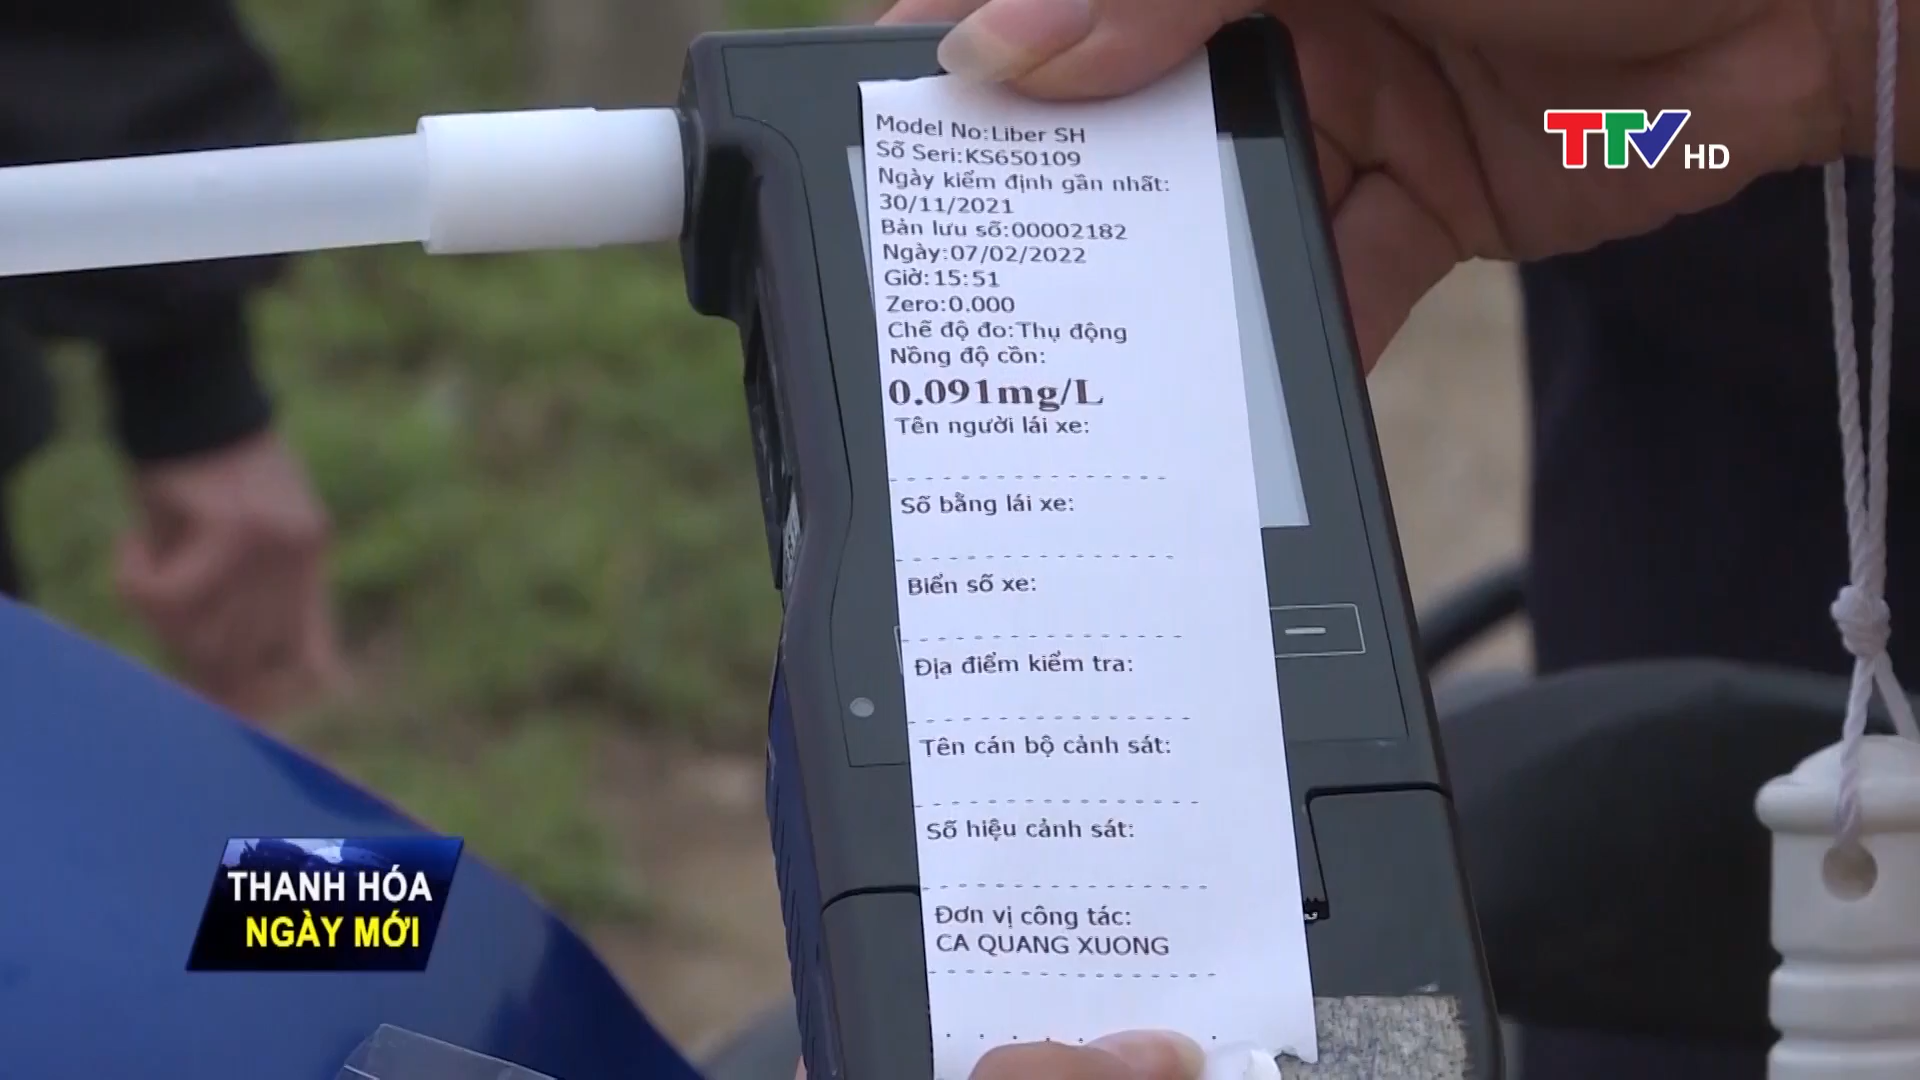 Model No:Liber SH
Số Seri:KS650109
Ngày kiểm định gần nhất:
30/11/2021
Bản lưu số:00002182
Ngày:07/02/2022
Giờ:15:51
Zero:0.000
Chế độ đo:Thụ động
Nồng độ cồn:
0.091mg/L
Tên người lái xe:
Số bằng lái xe:
Biển số xe:
Địa điểm kiểm tra:
Tên cán bộ cảnh sát:
Số hiệu cảnh sát:
Đơn vị công tác:
CA QUANG XUONG
TTV HD
THANH HÓA
NGÀY MỚI